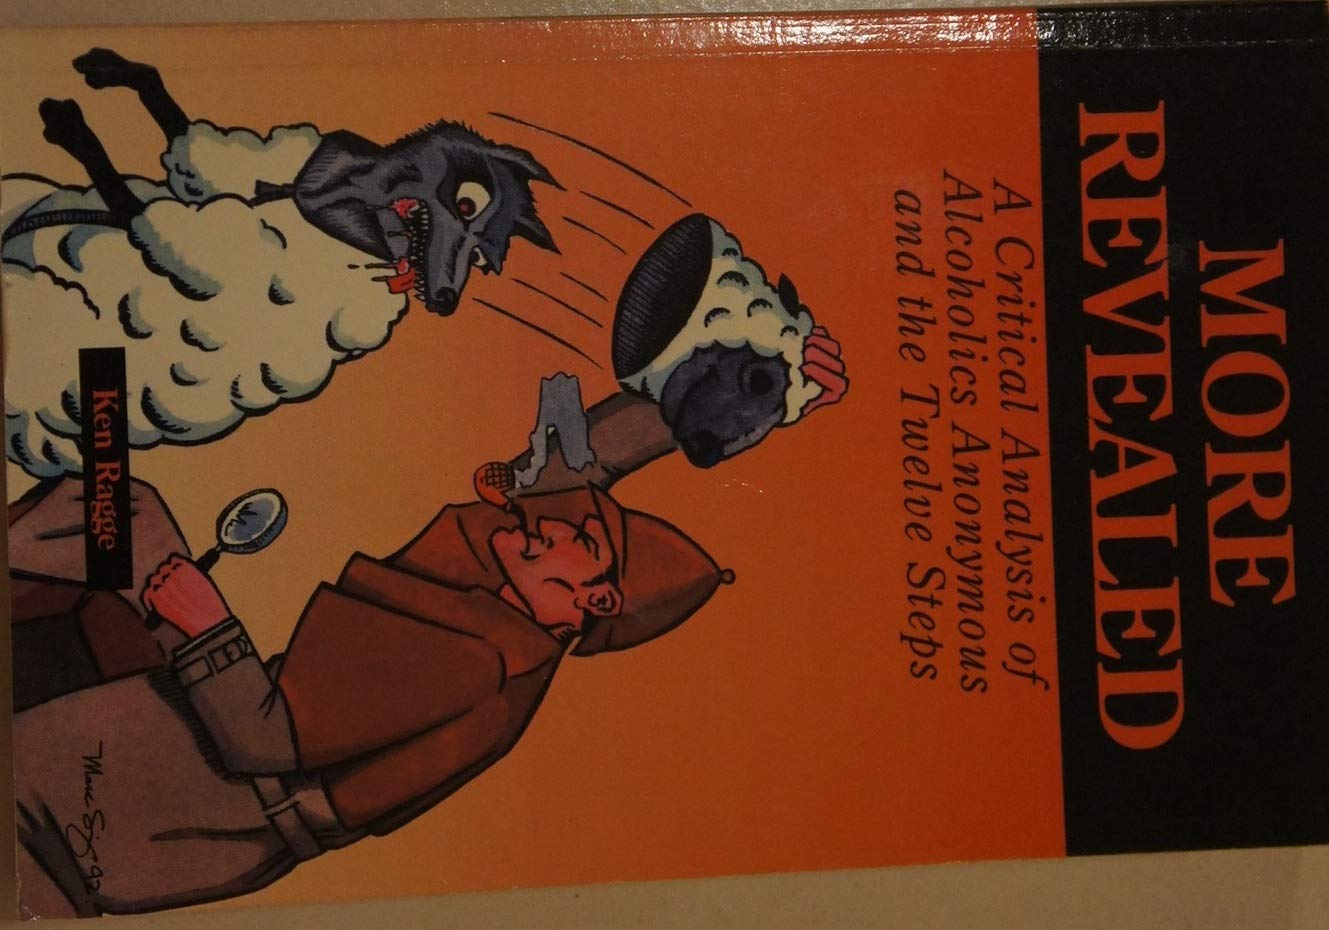 MORE
REVEALED
A Critical Analysis of
Alcoholics Anonymous
and the Twelve Steps
Ken Ragge